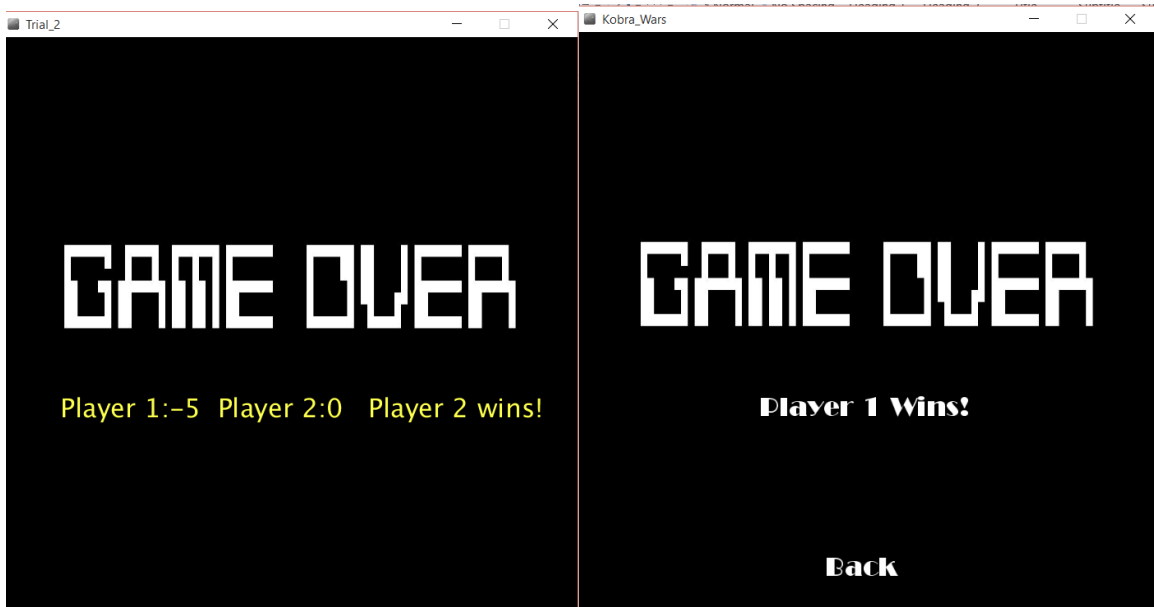 Trial_2
GAME OVER
Player 1:-5 Player 2:0 Player 2 wins!
Kobra_Wars
GAME OVER
Player 1 Wins!
Back